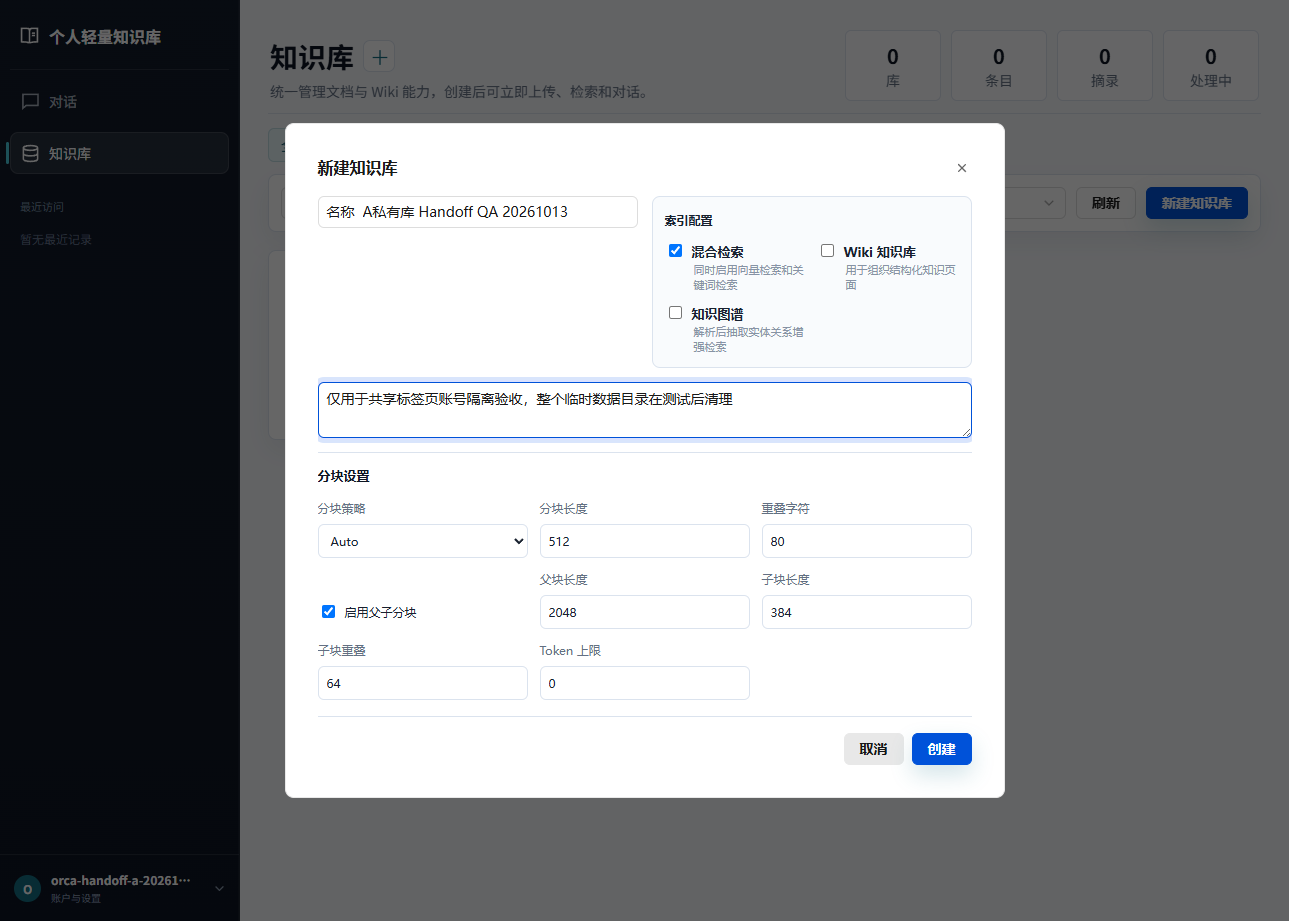 个人轻量知识库
对话
知识库
最近访问
暂无最近记录
orca-handoff-a-20261···
账户与设置
O
知识库
统一管理文档与 Wiki 能力，创建后可立即上传、检索和对话。
0
库
0
条目
0
摘录
0
处理中
刷新
新建知识库
新建知识库
×
名称 A私有库 Handoff QA 20261013
索引配置
混合检索
同时启用向量检索和关
键词检索
Wiki 知识库
用于组织结构化知识页
面
知识图谱
解析后抽取实体关系增
强检索
仅用于共享标签页账号隔离验收，整个临时数据目录在测试后清理
分块设置
分块策略
分块长度
重叠字符
Auto
512
80
父块长度
子块长度
启用父子分块
2048
384
子块重叠
Token 上限
64
0
取消
创建